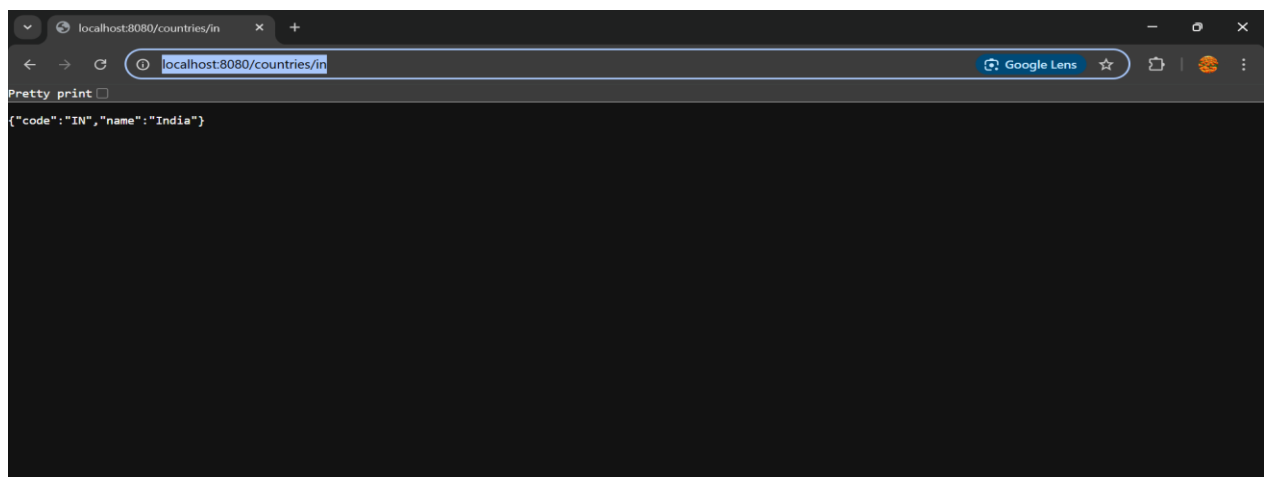 localhost:8080/countries/in
localhost:8080/countries/in Google Lens
Pretty print
{"code":"IN","name":"India"}